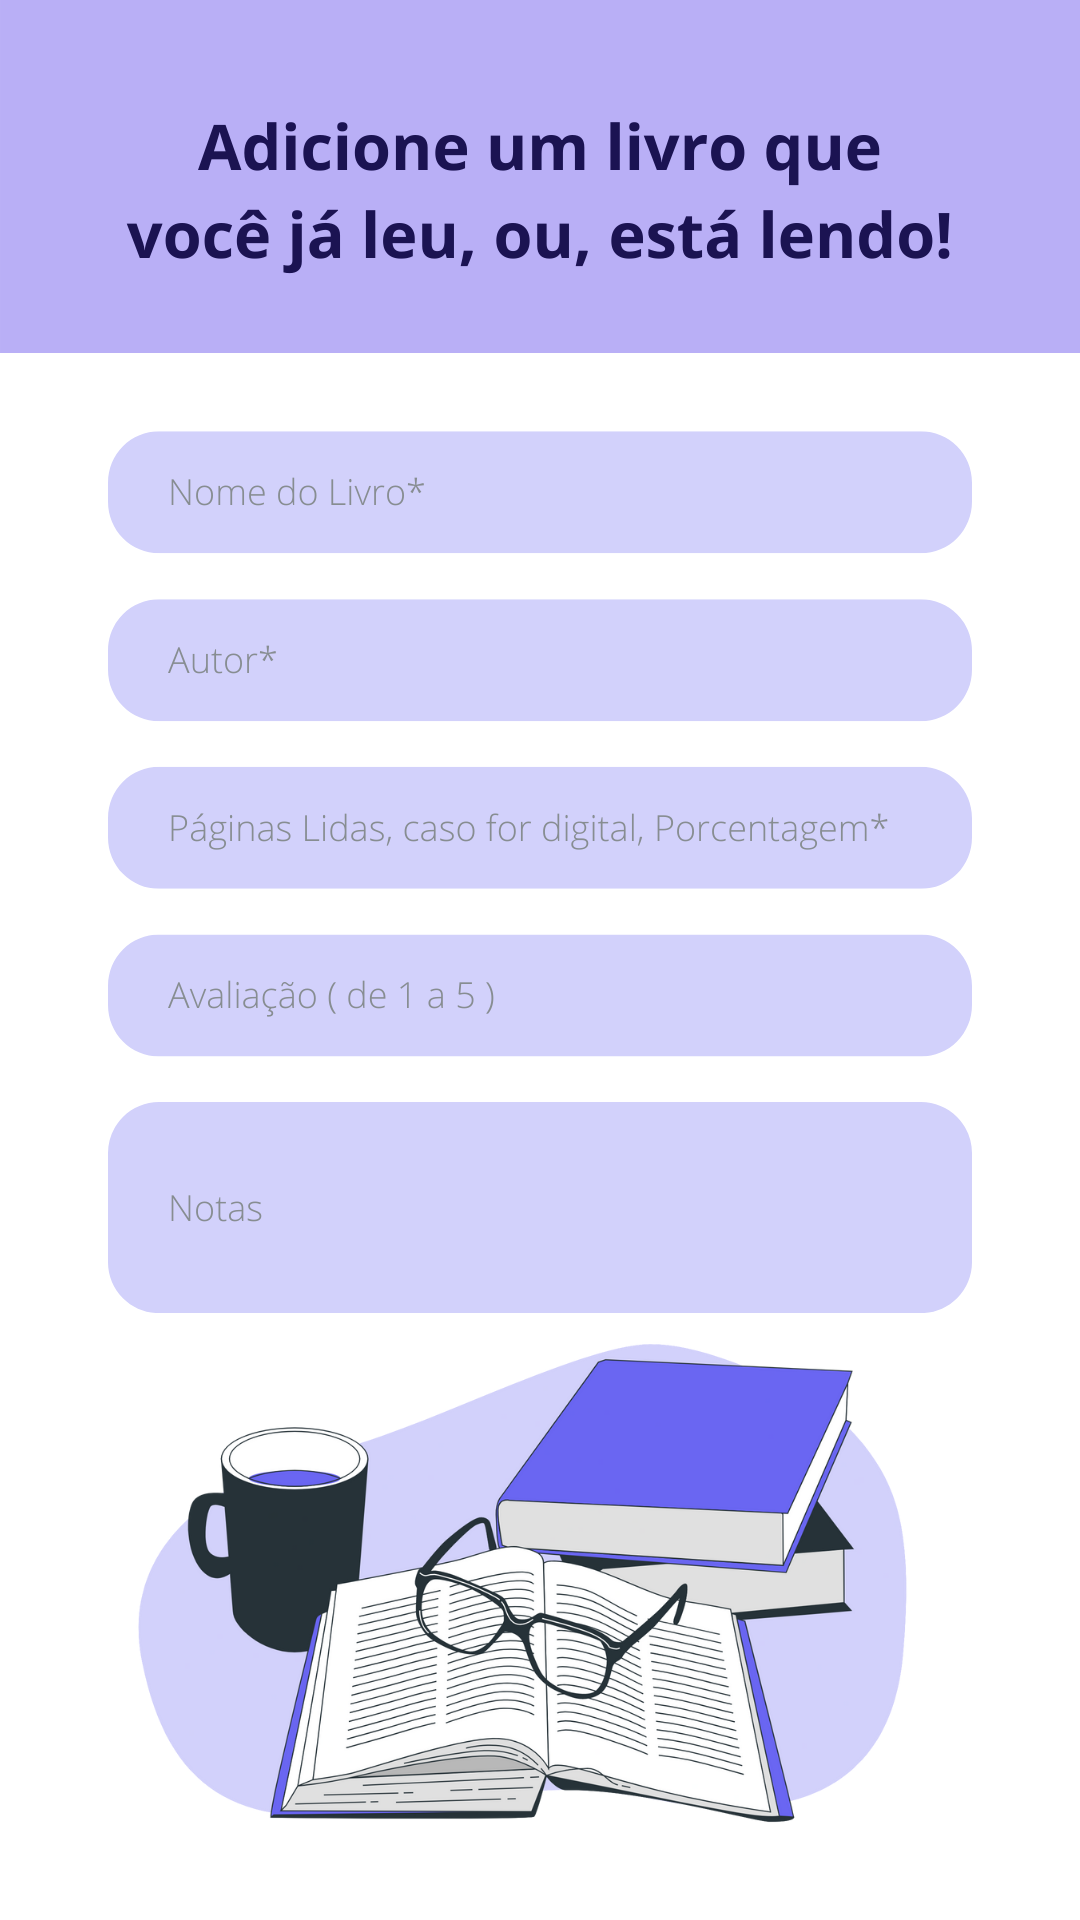 Adicione um livro que
você já leu, ou, está lendo!
Nome do Livro*
Autor*
Páginas Lidas, caso for digital, Porcentagem*
Avaliação ( de 1 a 5 )
Notas